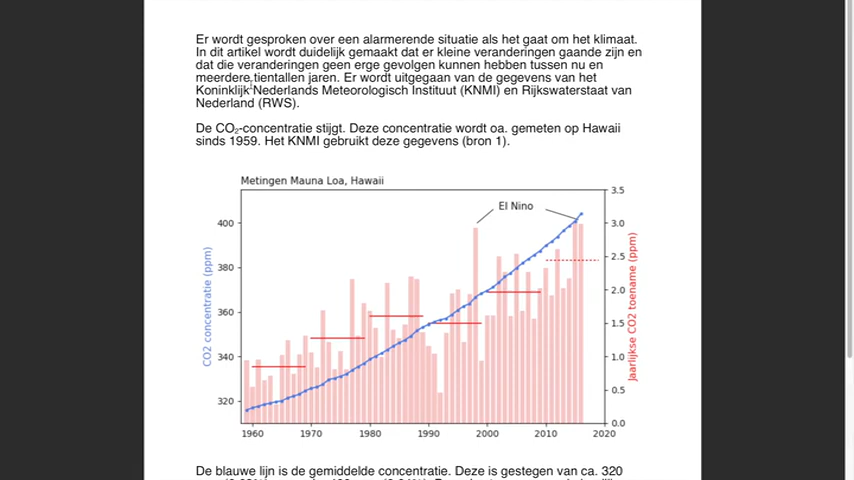 Er wordt gesproken over een alarmerende situatie als het gaat om het klimaat.
In dit artikel wordt duidelijk gemaakt dat er kleine veranderingen gaande zijn en
dat die veranderingen geen erge gevolgen kunnen hebben tussen nu en
meerdere tientallen jaren. Er wordt uitgegaan van de gegevens van het
Koninklijk Nederlands Meteorologisch Instituut (KNMI) en Rijkswaterstaat van
Nederland (RWS).
De CO₂-concentratie stijgt. Deze concentratie wordt oa. gemeten op Hawaii
sinds 1959. Het KNMI gebruikt deze gegevens (bron 1).
Metingen Mauna Loa, Hawaii
El Nino
CO2 concentratie (ppm)
400
380
360
340
320
3.5
3.0
2.5
2.0
1.5
1.0
0.5
0.0
Jaarlijkse CO2 toename (ppm)
1960 1970 1980 1990 2000 2010 2020
De blauwe lijn is de gemiddelde concentratie. Deze is gestegen van ca. 320